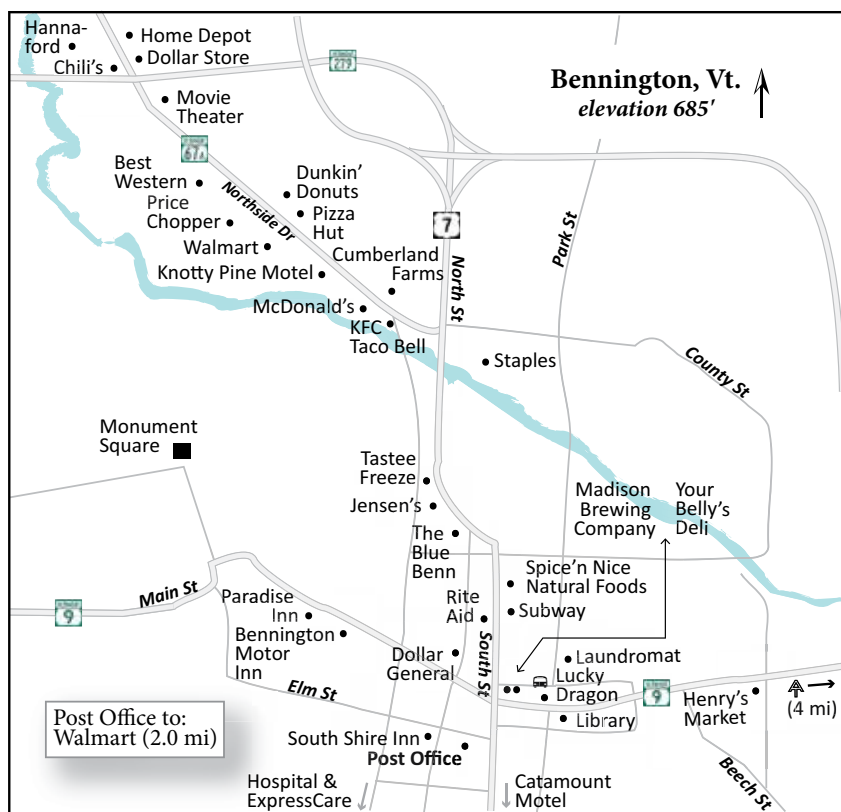 Hanna-
ford
Home Depot
Dollar Store
Chili's
279
Bennington, Vt.
elevation 685'
Movie
Theater
67A
Best
Western
Price
Chopper
Dunkin'
Donuts
Pizza
Hut
Northside Dr
7
Park St
Walmart
Cumberland
Farms
North St
Knotty Pine Motel
McDonald's
KFC
Taco Bell
Staples
County St
Monument
Square
Tastee
Freeze
Jensen's
Madison
Brewing
Company
Your
Belly's
Deli
The
Blue
Benn
Spice'n Nice
Natural Foods
Main St
9
Paradise
Inn
Rite
Aid
Subway
Bennington
Motor
Inn
South St
Dollar
General
Laundromat
Lucky
Dragon
Elm St
9
Henry's
Market
(4 mi)
Library
Post Office to:
Walmart (2.0 mi)
South Shire Inn
Post Office
Beech St
Hospital &
ExpressCare
Catamount
Motel